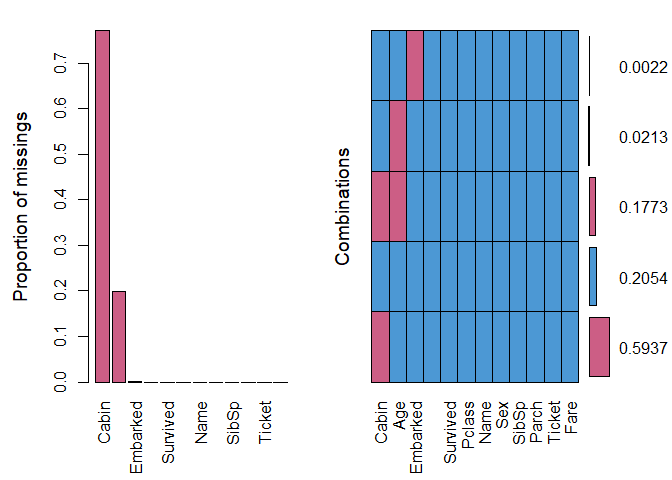 Proportion of missings
0.0
0.1
0.2
0.3
0.4
0.5
0.6
0.7
Cabin
Embarked
Survived
Name
SibSp
Ticket
Combinations
Cabin
Age
Embarked
Survived
Pclass
Name
Sex
SibSp
Parch
Ticket
Fare
0.0022
0.0213
0.1773
0.2054
0.5937